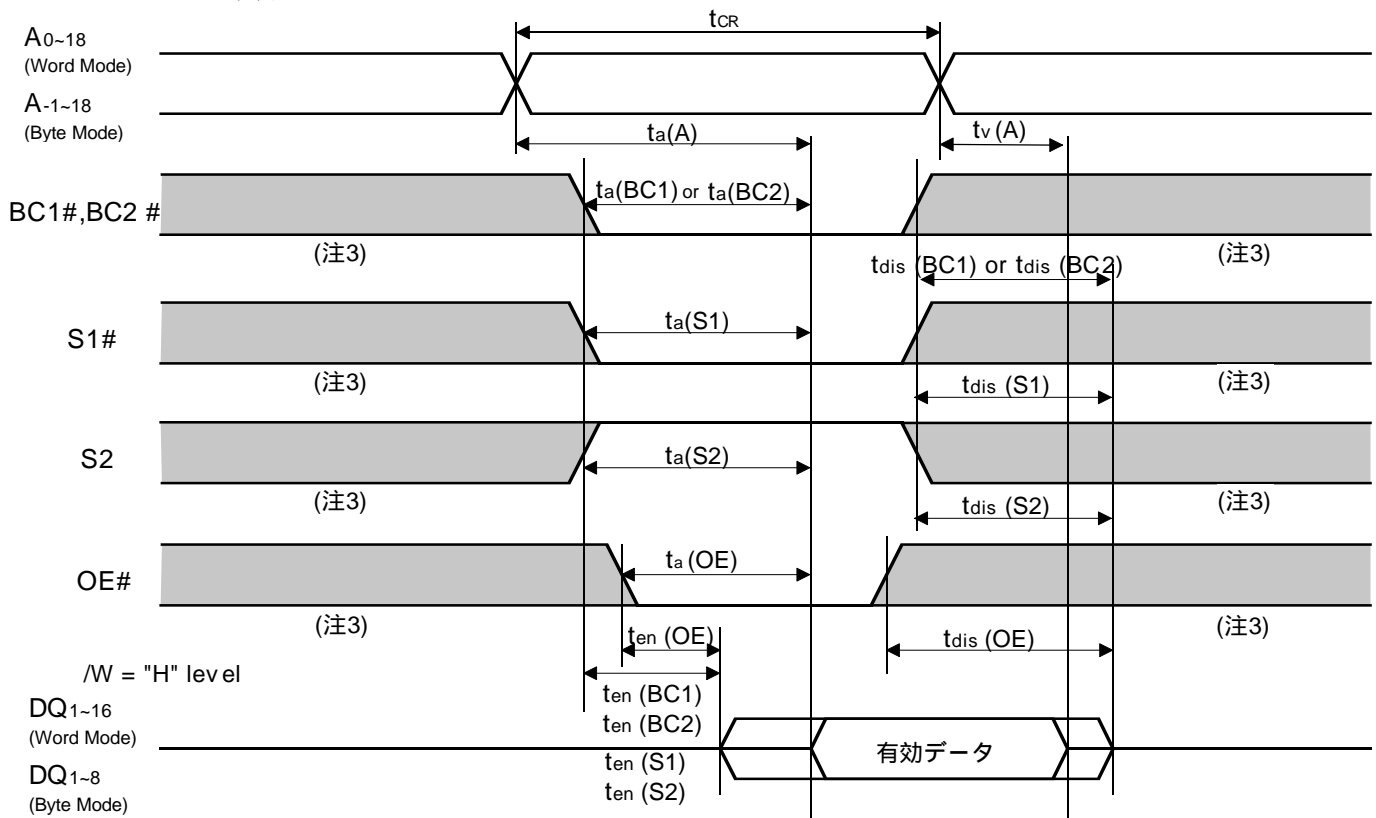 tCR
A0~18
(Word Mode)
A-1~18
(Byte Mode)
ta(A)
tv (A)
BC1#,BC2 #
ta(BC1) or ta(BC2)
(注3)
(注3)
tdis (BC1) or tdis (BC2)
S1#
ta(S1)
(注3)
(注3)
tdis (S1)
S2
ta(S2)
(注3)
(注3)
tdis (S2)
OE#
ta (OE)
(注3)
(注3)
ten (OE)
tdis (OE)
/W = "H" level
ten (BC1)
ten (BC2)
ten (S1)
ten (S2)
DQ1~16
(Word Mode)
DQ1~8
(Byte Mode)
有効データ